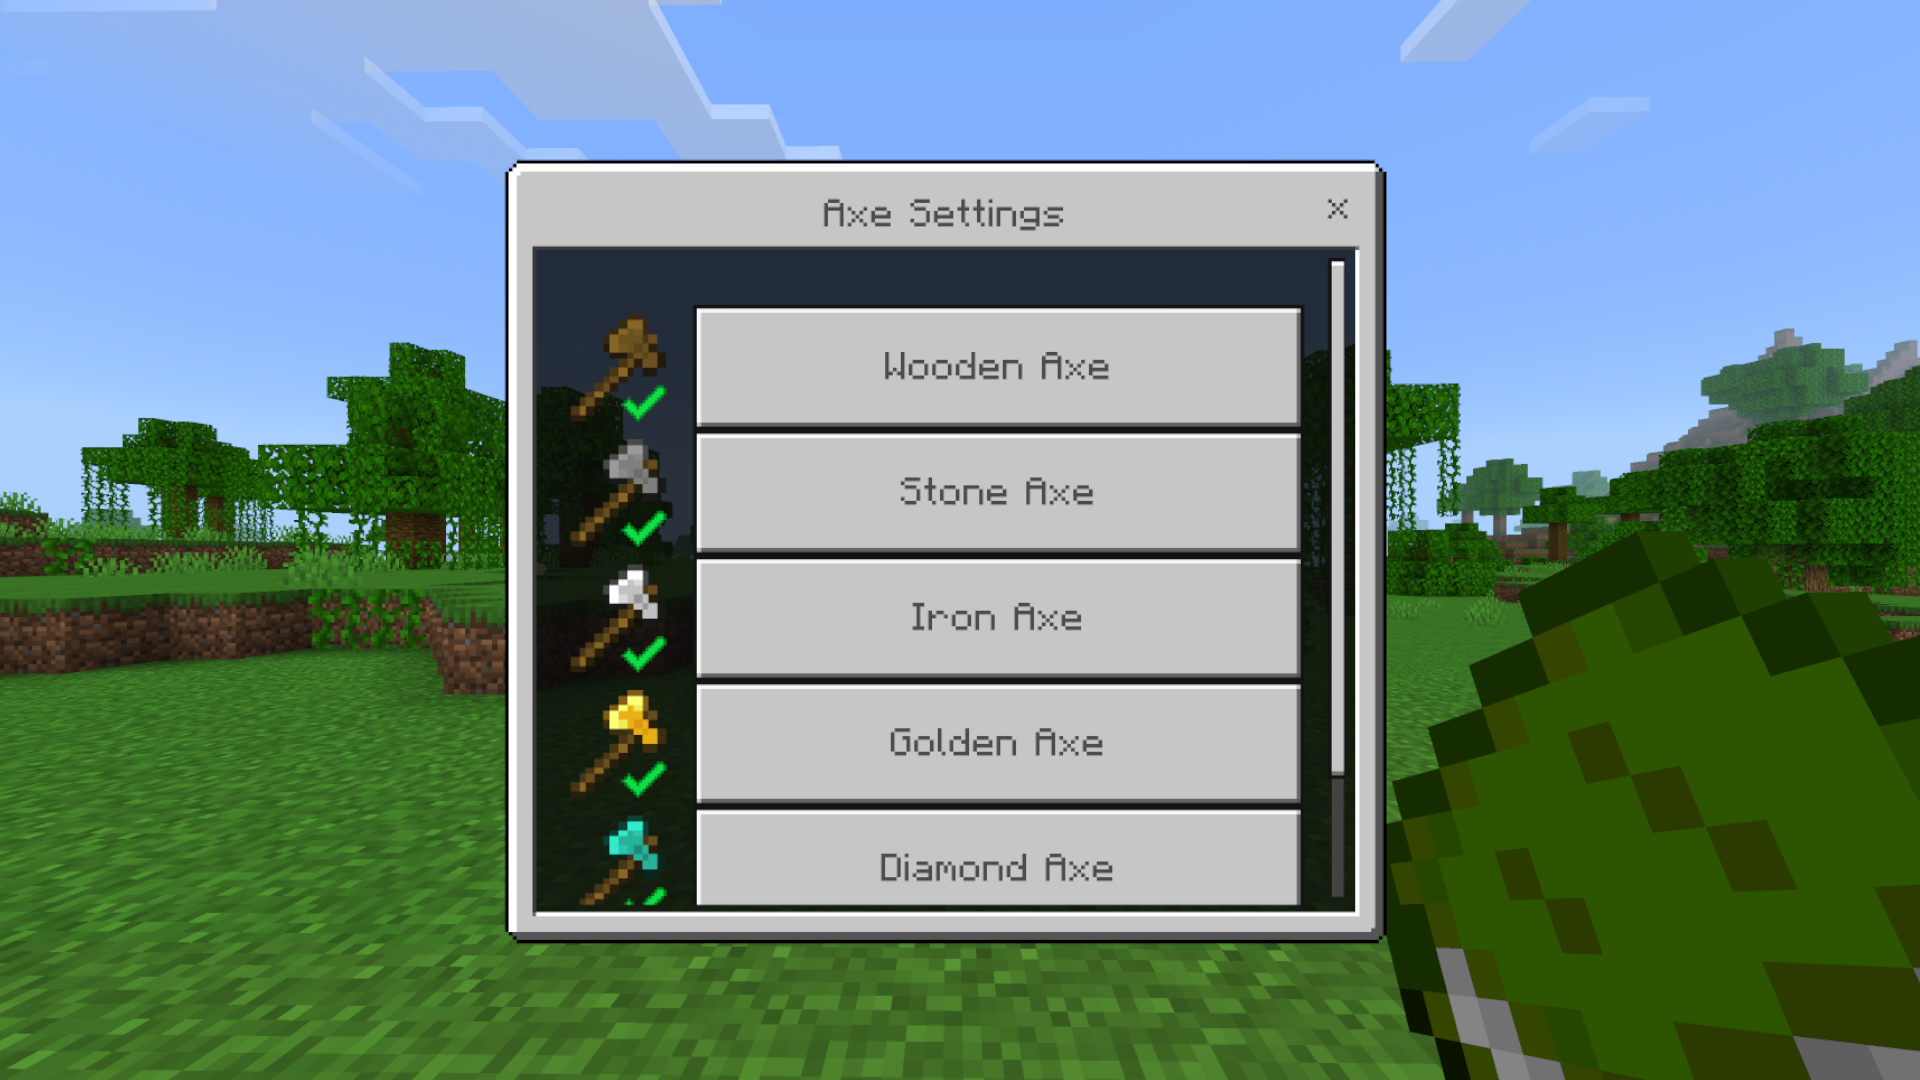 Axe Settings
Wooden Axe
Stone Axe
Iron Axe
Golden Axe
Diamond Axe